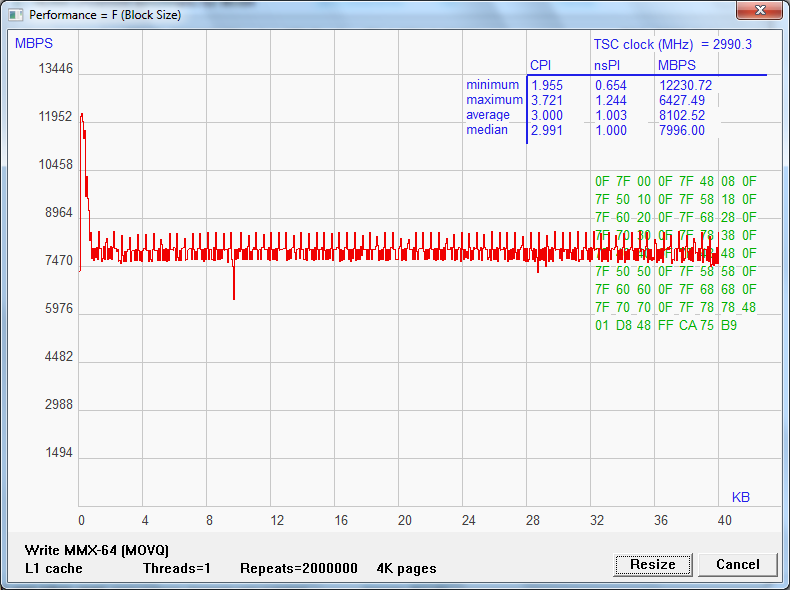 Performance = F (Block Size)
MBPS
TSC clock (MHz) = 2990.3
CPI nsPI MBPS
minimum 1.955 0.654 12230.72
maximum 3.721 1.244 6427.49
average 3.000 1.003 8102.52
median 2.991 1.000 7996.00
13446
11952
10458
8964
7470
5976
4482
2988
1494
0F 7F 00 0F 7F 48 08 0F
7F 50 10 0F 7F 58 18 0F
7F 60 20 0F 7F 68 28 0F
7F 70 30 0F 7F 78 38 0F
48 0F
7F 50 50 0F 7F 58 58 0F
7F 60 60 0F 7F 68 68 0F
7F 70 70 0F 7F 78 78 48
01 D8 48 FF CA 75 B9
KB
0 4 8 12 16 20 24 28 32 36 40
Write MMX-64 (MOVQ)
L1 cache Threads=1 Repeats=2000000 4K pages
Resize Cancel